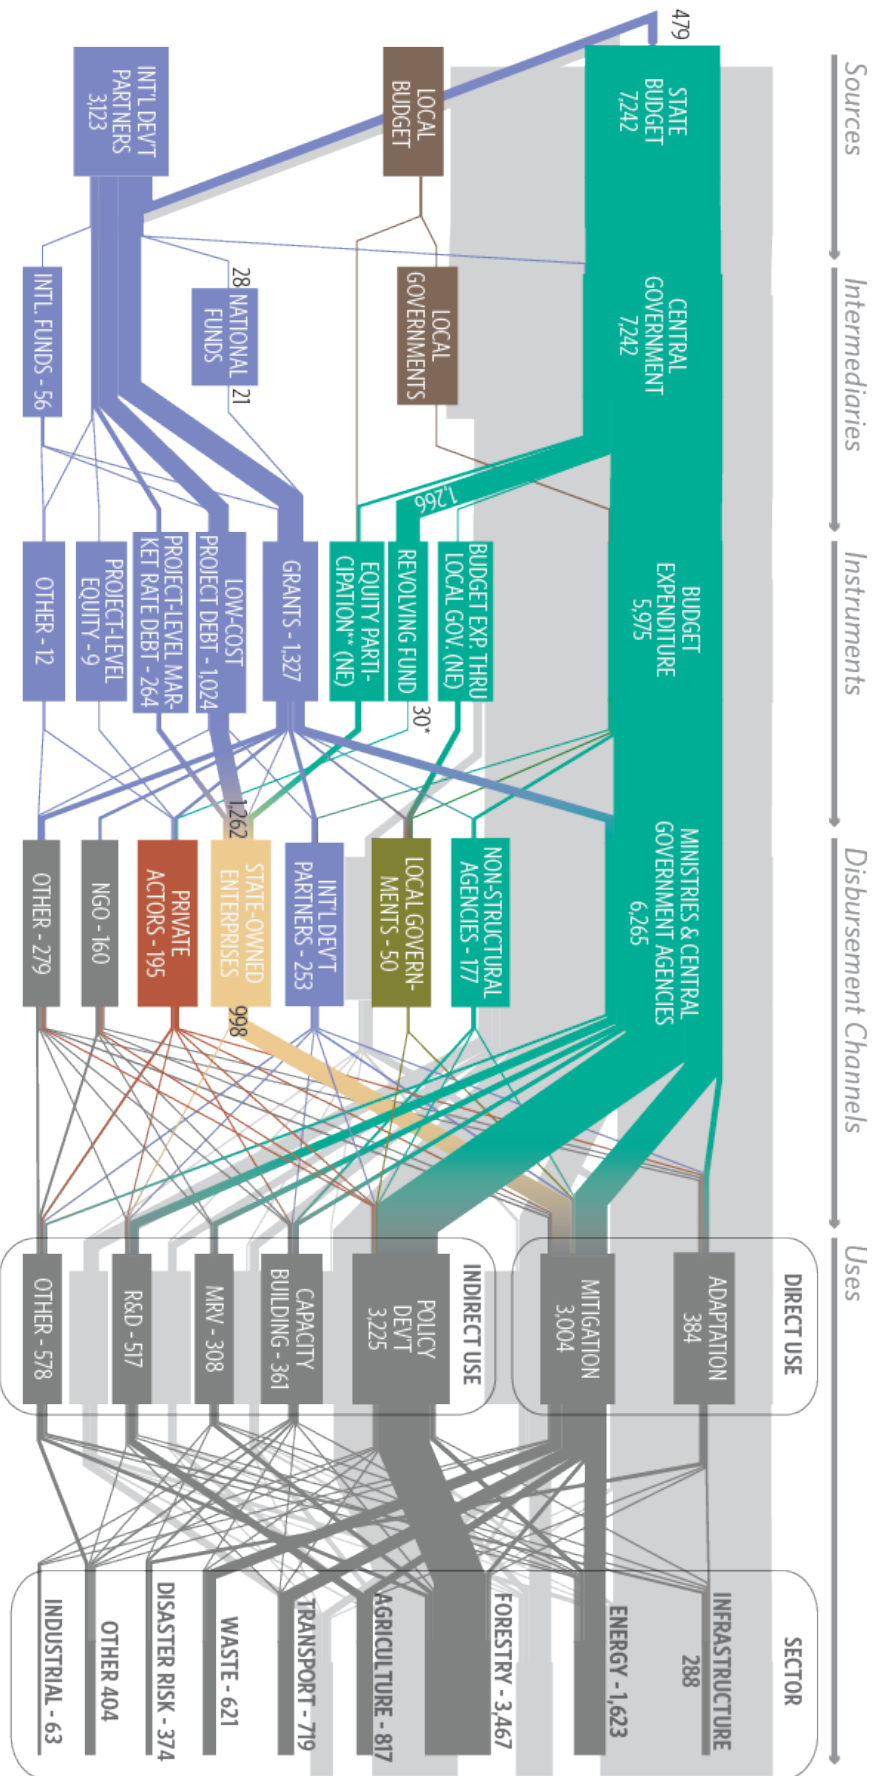 Sources
Intermediaries
Instruments
Disbursement Channels
Uses
479
STATE
BUDGET
7,242
LOCAL
BUDGET
INT'L DEV'T
PARTNERS
3,123
CENTRAL
GOVERNMENT
7,242
LOCAL
GOVERNMENTS
28
NATIONAL
FUNDS
21
INTL. FUNDS - 56
1,266
BUDGET
EXPENDITURE
5,975
BUDGET EXP. THRU
LOCAL GOV. (NE)
REVOLVING FUND
30*
EQUITY PARTI-
CIPATION** (NE)
GRANTS - 1,327
LOW-COST
PROJECT DEBT - 1,024
PROJECT-LEVEL MAR-
KET RATE DEBT - 264
PROJECT-LEVEL
EQUITY - 9
OTHER - 12
MINISTRIES & CENTRAL
GOVERNMENT AGENCIES
6,265
NON-STRUCTURAL
AGENCIES - 177
LOCAL GOVERN-
MENTS - 50
INT'L DEV'T
PARTNERS - 253
1,262
STATE-OWNED
ENTERPRISES
998
PRIVATE
ACTORS - 195
NGO - 160
OTHER - 279
DIRECT USE
ADAPTATION
384
MITIGATION
3,004
INDIRECT USE
POLICY
DEV'T
3,225
CAPACITY
BUILDING - 361
MRV - 308
R&D - 517
OTHER - 578
SECTOR
INFRASTRUCTURE
288
ENERGY -1,623
FORESTRY - 3,467
AGRICULTURE - 817
TRANSPORT - 719
WASTE - 621
DISASTER RISK - 374
OTHER 404
INDUSTRIAL - 63